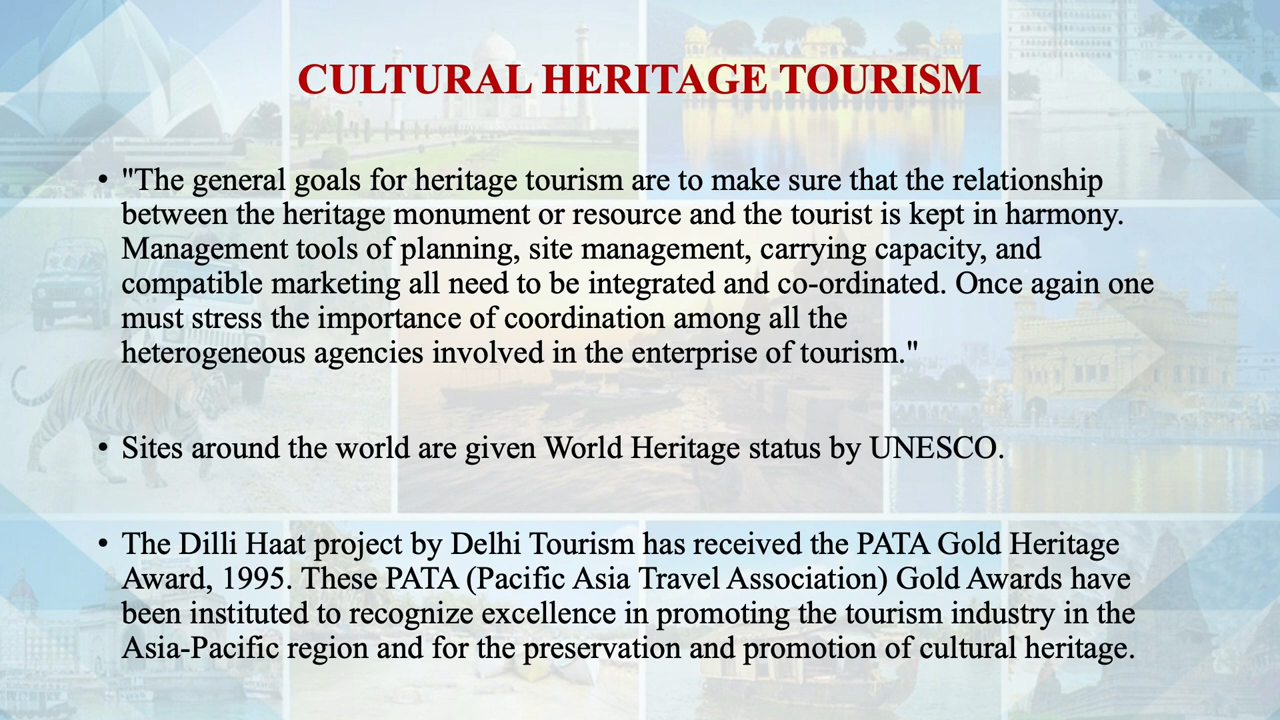 CULTURAL HERITAGE TOURISM
• "The general goals for heritage tourism are to make sure that the relationship
between the heritage monument or resource and the tourist is kept in harmony.
Management tools of planning, site management, carrying capacity, and
compatible marketing all need to be integrated and co-ordinated. Once again one
must stress the importance of coordination among all the
heterogeneous agencies involved in the enterprise of tourism."
• Sites around the world are given World Heritage status by UNESCO.
• The Dilli Haat project by Delhi Tourism has received the PATA Gold Heritage
Award, 1995. These PATA (Pacific Asia Travel Association) Gold Awards have
been instituted to recognize excellence in promoting the tourism industry in the
Asia-Pacific region and for the preservation and promotion of cultural heritage.